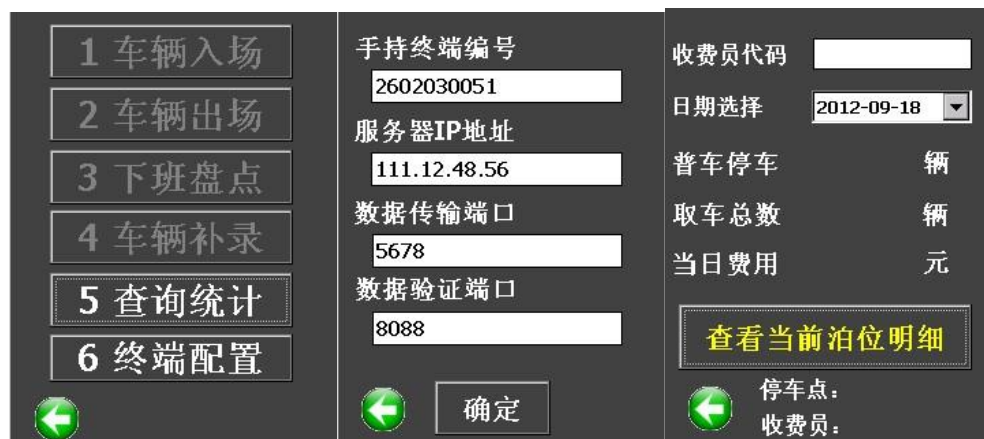 1 车辆入场
2 车辆出场
3 下班盘点
4 车辆补录
5 查询统计
6 终端配置
手持终端编号
2602030051
服务器IP地址
111.12.48.56
数据传输端口
5678
数据验证端口
8088
确定
收费员代码
日期选择 2012-09-18
普车停车 辆
取车总数 辆
当日费用 元
查看当前泊位明细
停车点:
收费员: